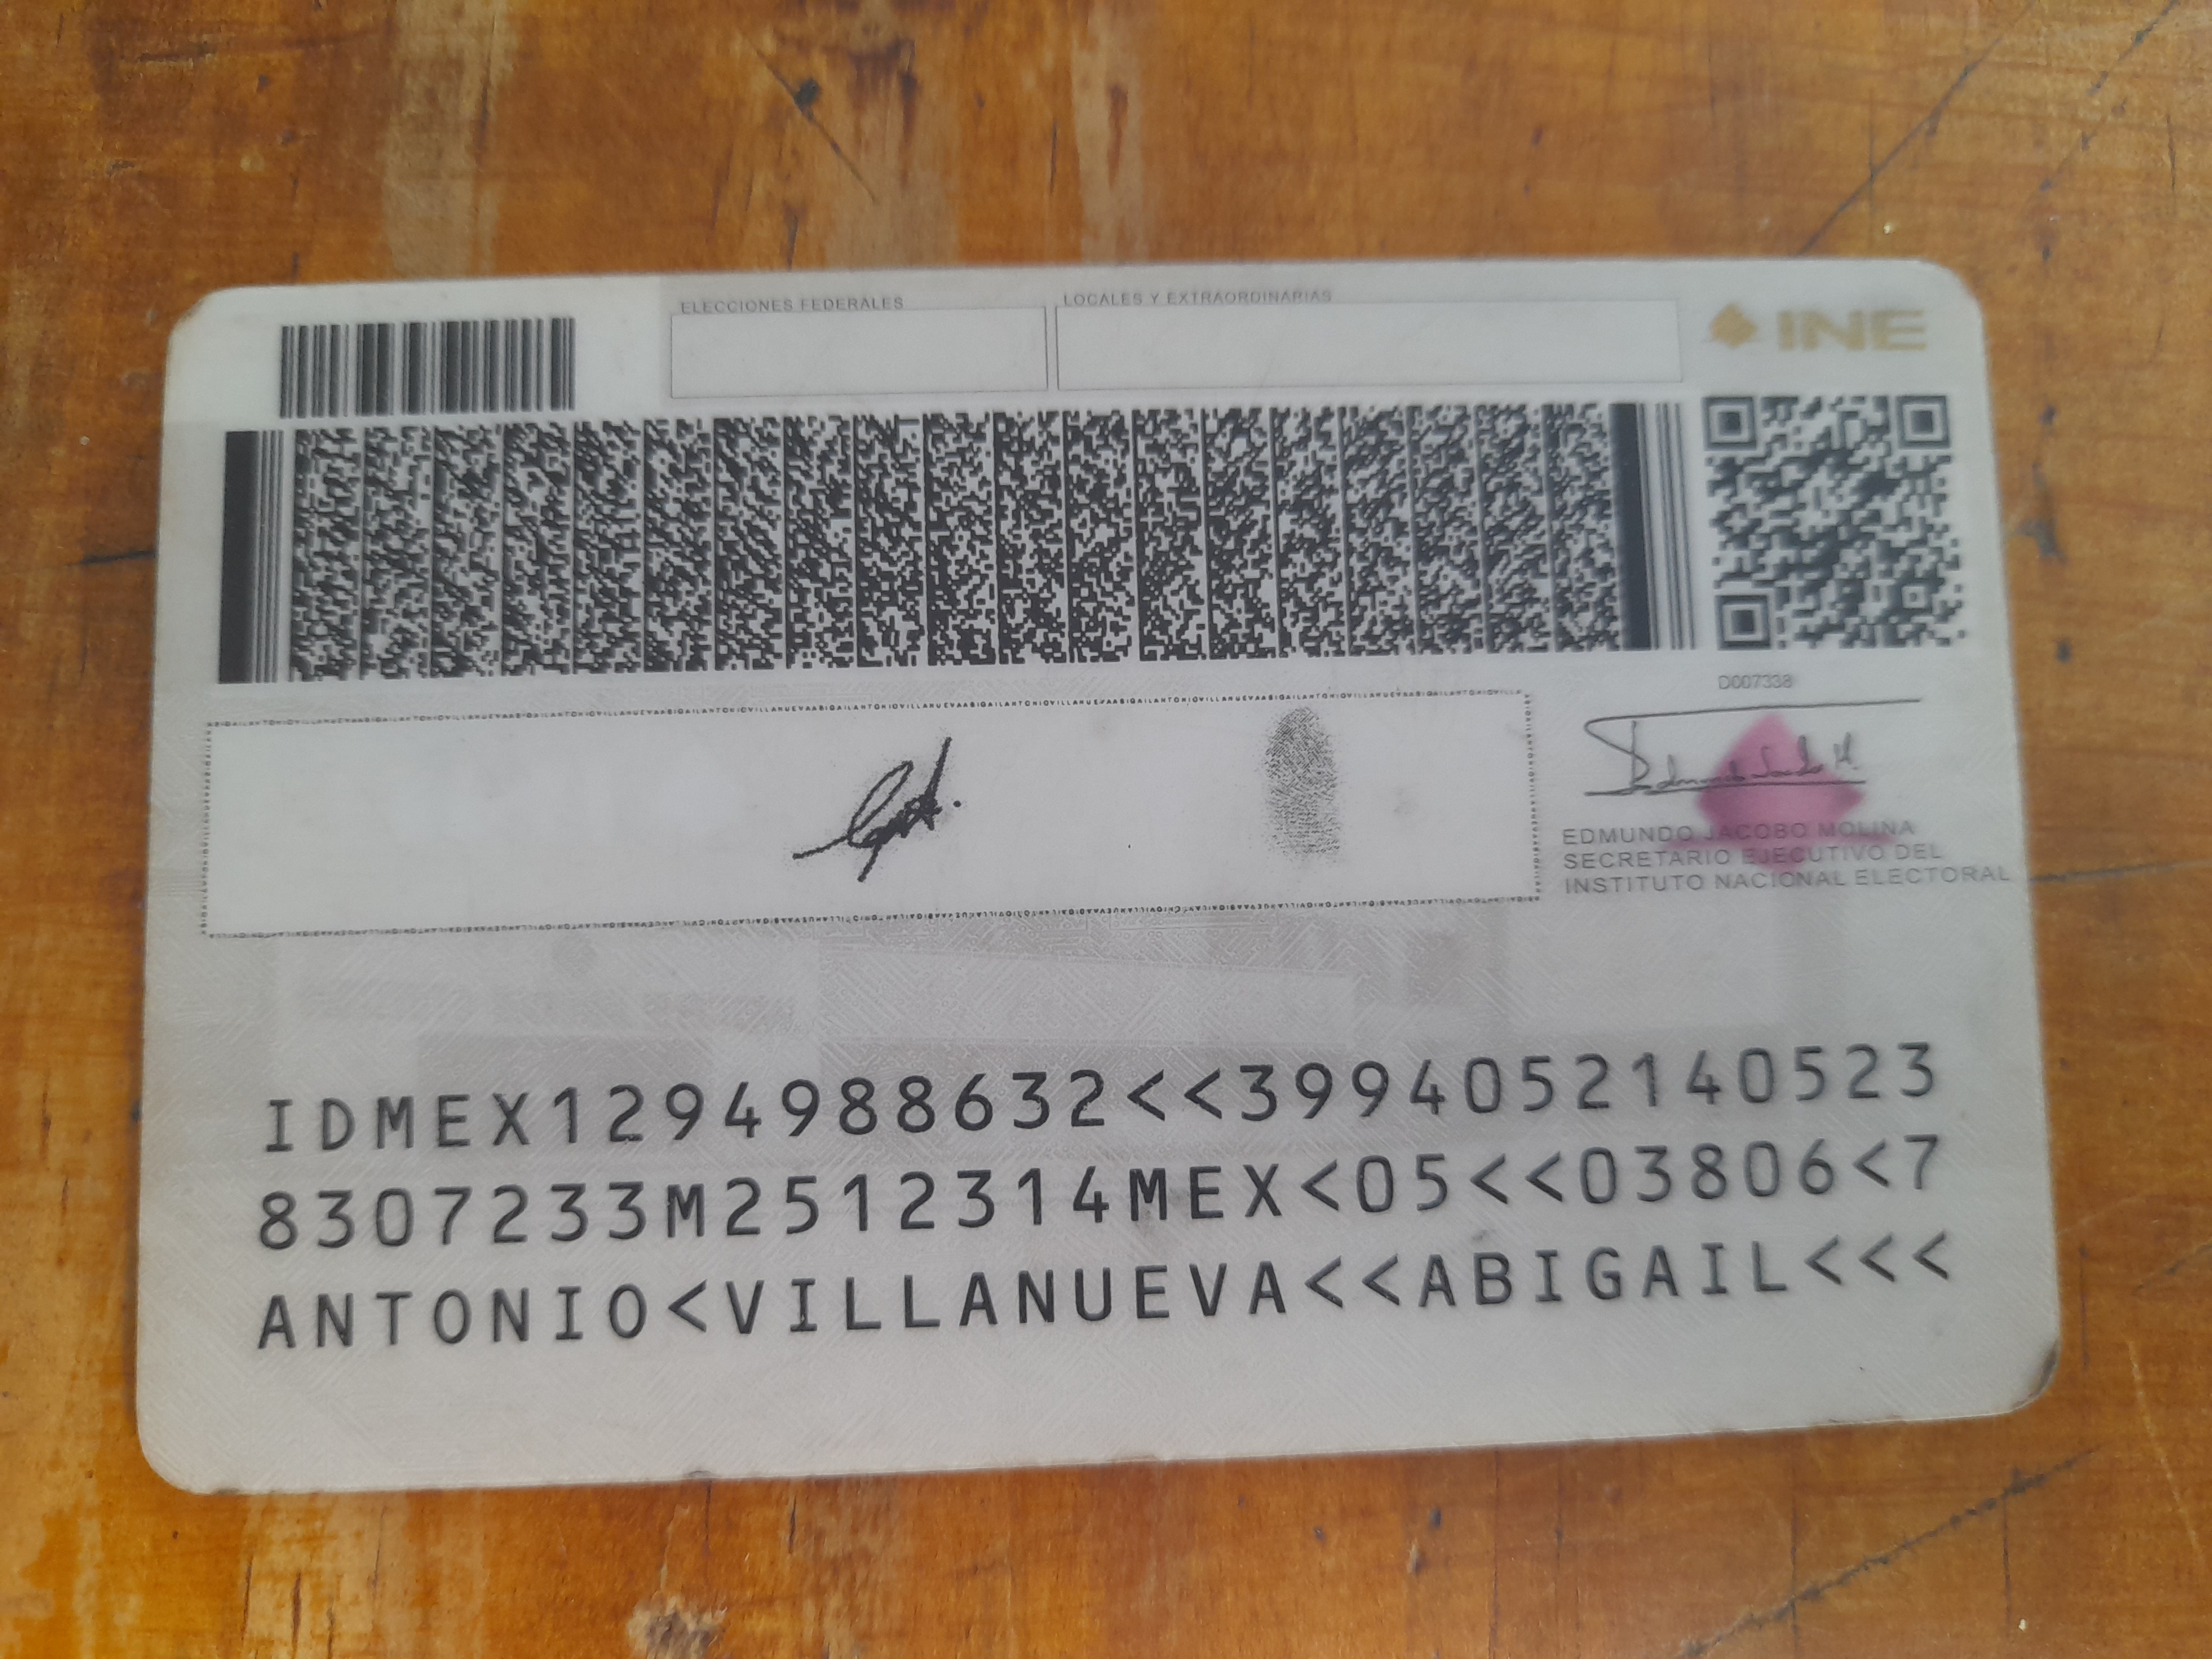 ELECCIONES FEDERALES
LOCALES Y EXTRAORDINARIAS
INE
D007338
EDMUNDO JACOBO MOLINA
SECRETARIO EJECUTIVO DEL
INSTITUTO NACIONAL ELECTORAL
IDMEX1294988632<<3994052140523
8307233M2512314MEX<05<<03806<7
ANTONIO<VILLANUEVA<<ABIGAIL<<<